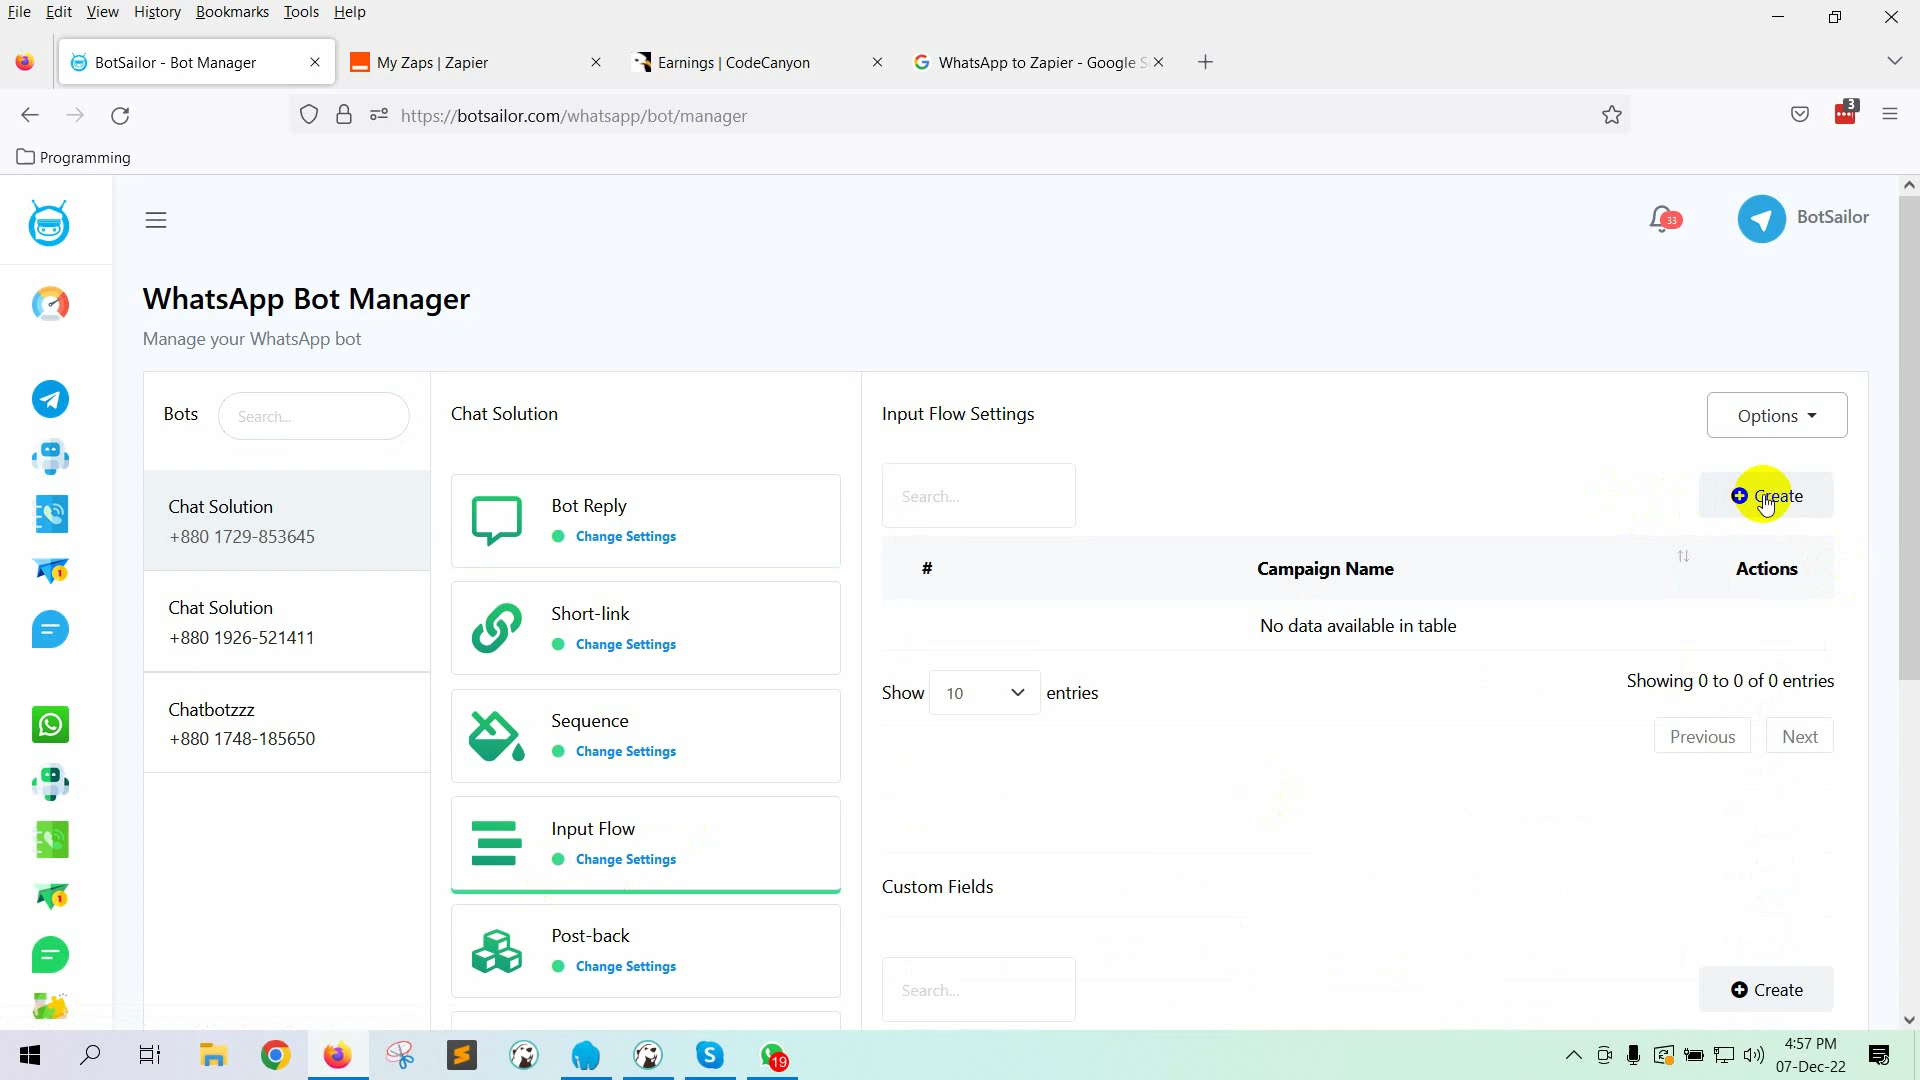 File Edit View History Bookmarks Tools Help
BotSailor - Bot Manager
My Zaps | Zapier
Earnings | CodeCanyon
WhatsApp to Zapier - Google S
https://botsailor.com/whatsapp/bot/manager
3
Programming
33
BotSailor
WhatsApp Bot Manager
Manage your WhatsApp bot
Bots
Search...
Chat Solution
Input Flow Settings
Options
Chat Solution
+880 1729-853645
Chat Solution
+880 1926-521411
Chatbotzzz
+880 1748-185650
Bot Reply
Change Settings
Short-link
Change Settings
Sequence
Change Settings
Input Flow
Change Settings
Post-back
Change Settings
Search...
Create
# Campaign Name Actions
No data available in table
Show 10 entries
Showing 0 to 0 of 0 entries
Previous Next
Custom Fields
Search...
Create
1
1
19
4:57 PM
07-Dec-22